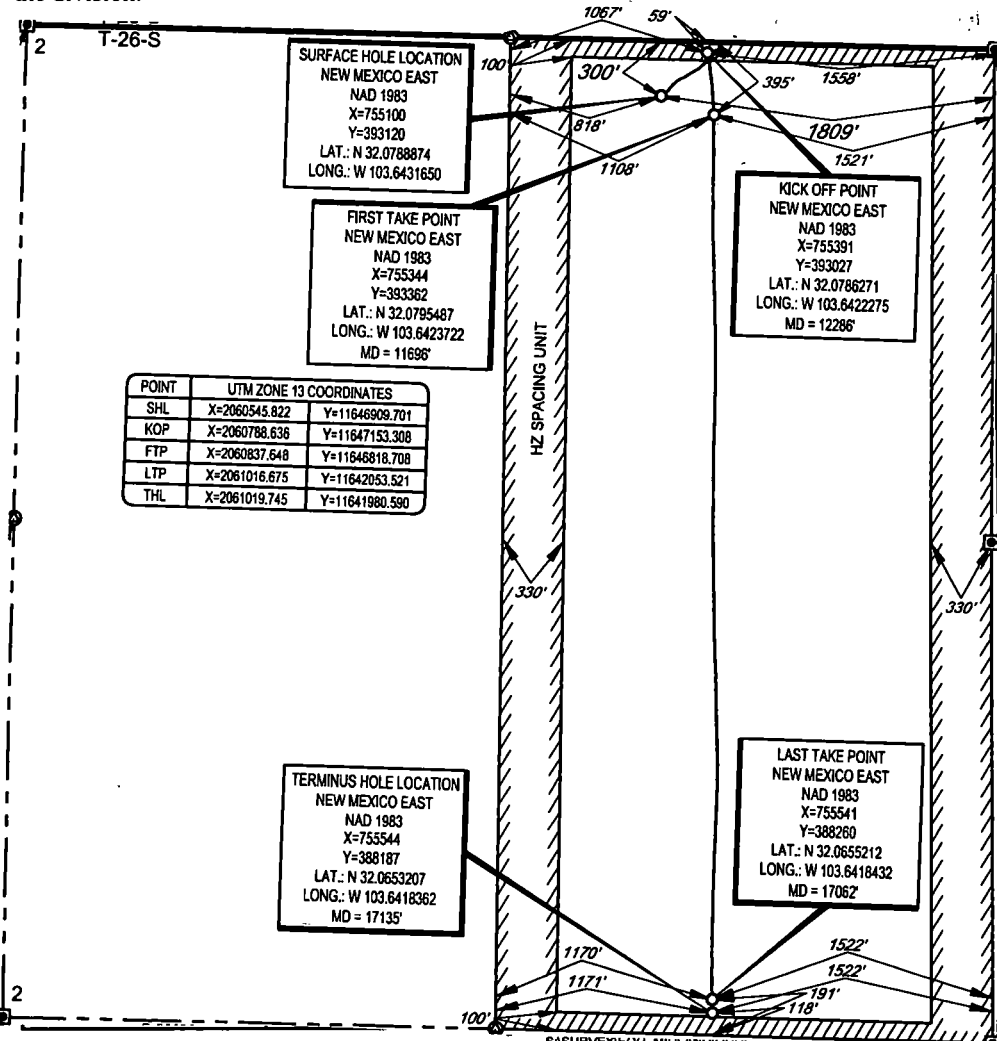 2
T-26-S
1067'
59'
100'
300'
395'
1558'
818'
1809'
1108'
1521'
SURFACE HOLE LOCATION
NEW MEXICO EAST
NAD 1983
X=755100
Y=393120
LAT.: N 32.0788874
LONG.: W 103.6431650
FIRST TAKE POINT
NEW MEXICO EAST
NAD 1983
X=755344
Y=393362
LAT.: N 32.0795487
LONG.: W 103.6423722
MD = 11696'
KICK OFF POINT
NEW MEXICO EAST
NAD 1983
X=755391
Y=393027
LAT.: N 32.0786271
LONG.: W 103.6422275
MD = 12286'
POINT UTM ZONE 13 COORDINATES
SHL X=2060545.822 Y=11646909.701
KOP X=2060788.636 Y=11647153.308
FTP X=2060837.648 Y=11646818.708
LTP X=2061016.675 Y=11642053.521
THL X=2061019.745 Y=11641980.590
HZ SPACING UNIT
330'
330'
TERMINUS HOLE LOCATION
NEW MEXICO EAST
NAD 1983
X=755544
Y=388187
LAT.: N 32.0653207
LONG.: W 103.6418362
MD = 17135'
LAST TAKE POINT
NEW MEXICO EAST
NAD 1983
X=755541
Y=388260
LAT.: N 32.0655212
LONG.: W 103.6418432
MD = 17062'
1170'
1522'
1171'
1522'
191'
118'
2
100'